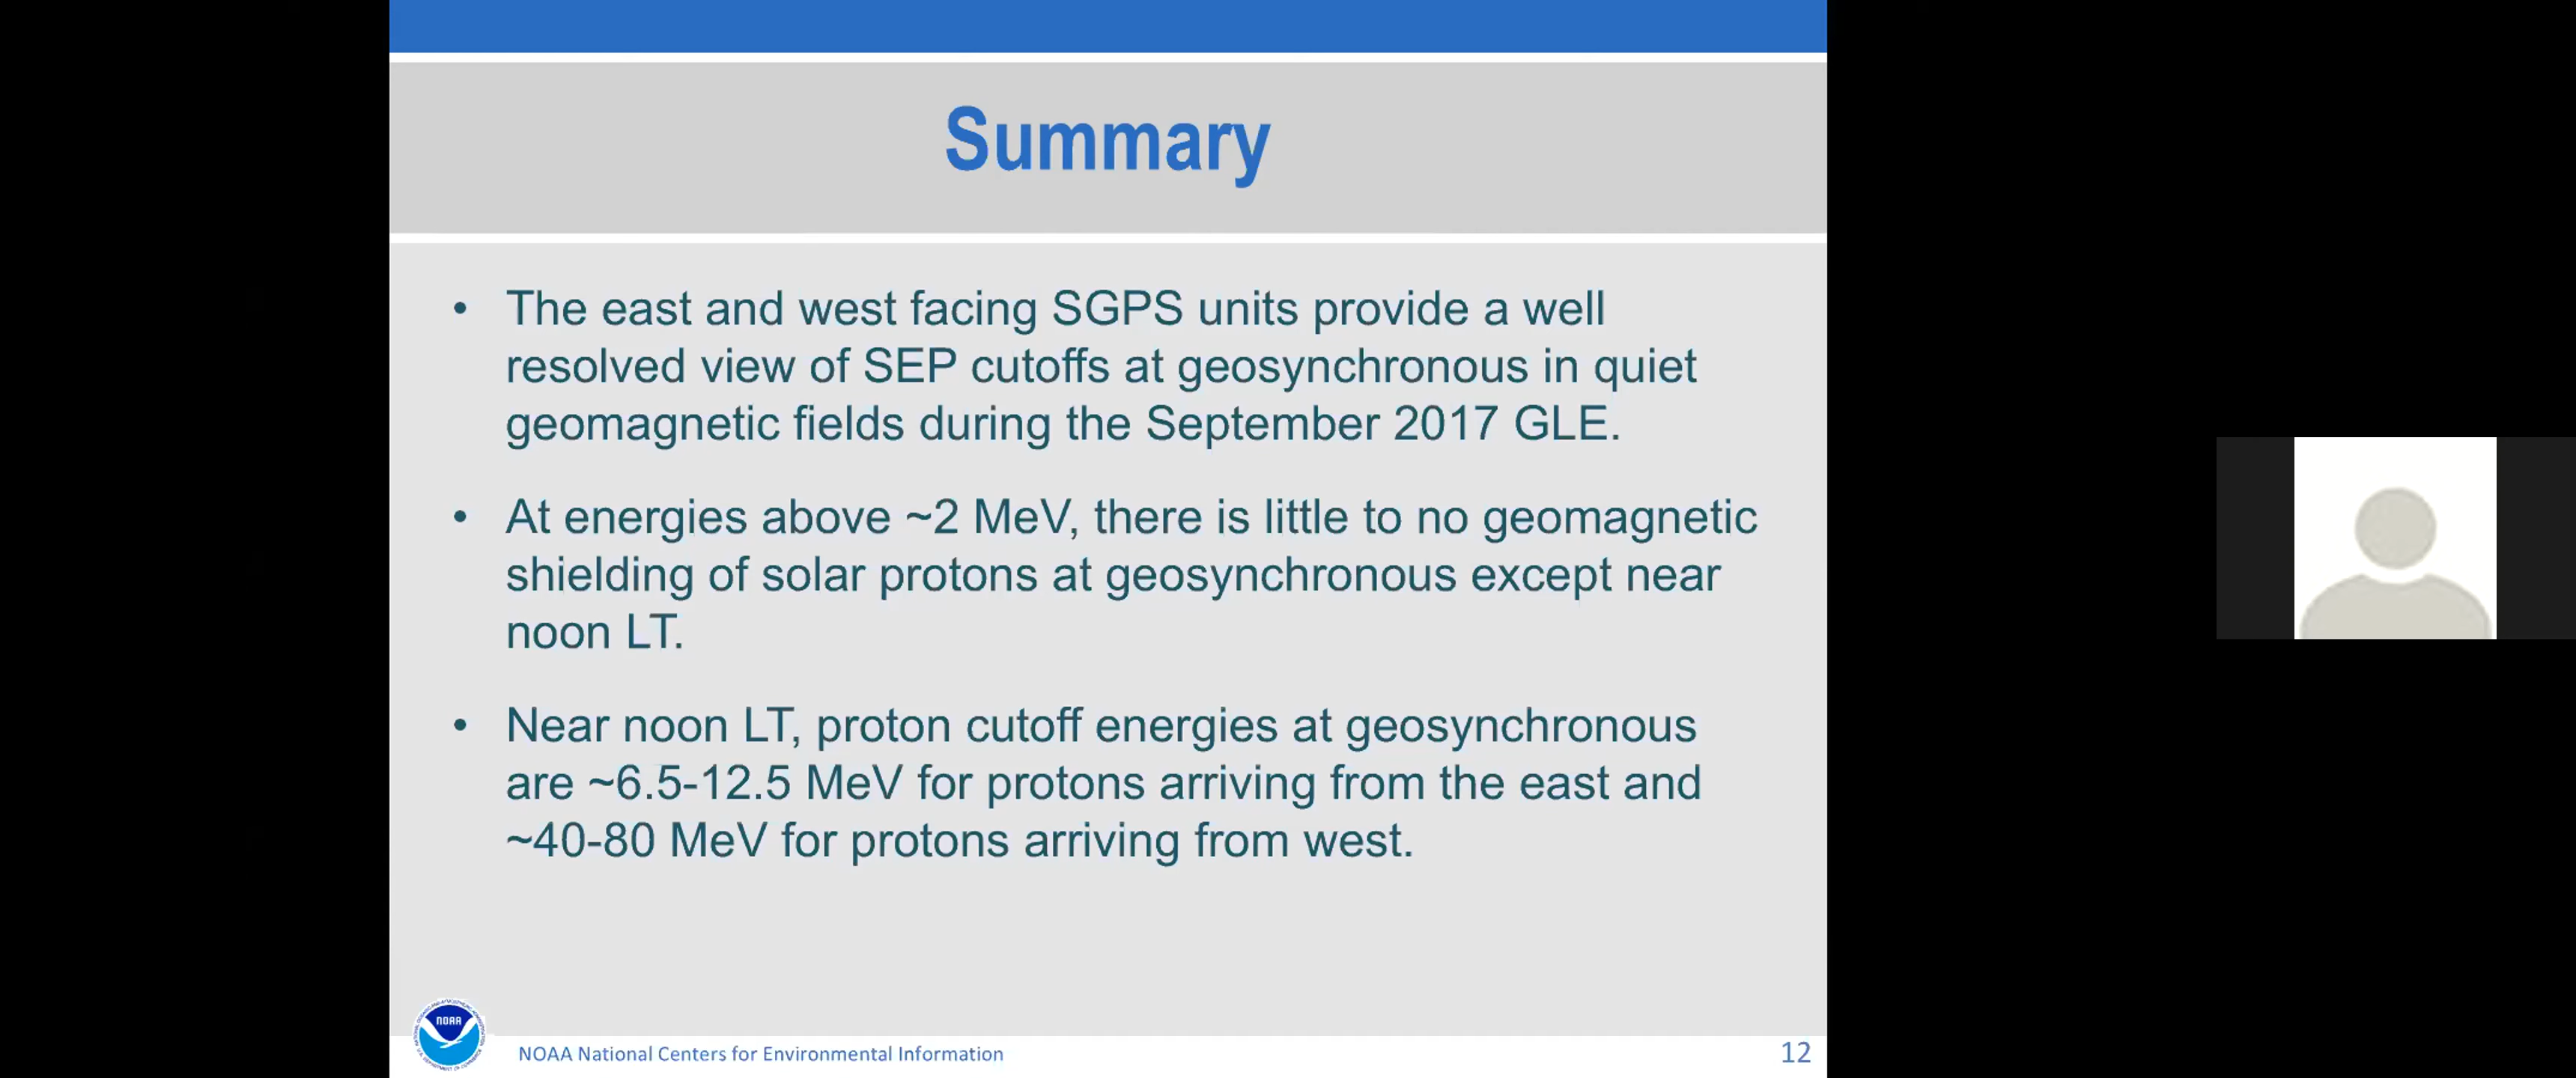 Summary
• The east and west facing SGPS units provide a well
resolved view of SEP cutoffs at geosynchronous in quiet
geomagnetic fields during the September 2017 GLE.
• At energies above ~2 MeV, there is little to no geomagnetic
shielding of solar protons at geosynchronous except near
noon LT.
• Near noon LT, proton cutoff energies at geosynchronous
are ~6.5-12.5 MeV for protons arriving from the east and
~40-80 MeV for protons arriving from west.
NOAA
NOAA National Centers for Environmental Information
12